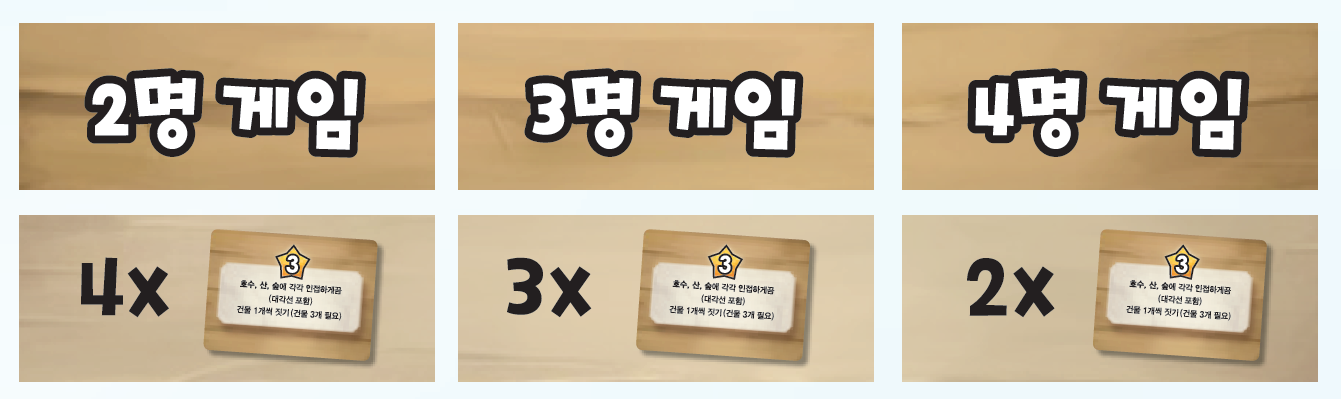 2명 게임
3명 게임
4명 게임
4x
3
호수, 산, 숲에 각각 인접하게끔
(대각선 포함)
건물 1개씩 짓기(건물 3개 필요)
3x
3
호수, 산, 숲에 각각 인접하게끔
(대각선 포함)
건물 1개씩 짓기(건물 3개 필요)
2x
3
호수, 산, 숲에 각각 인접하게끔
(대각선 포함)
건물 1개씩 짓기(건물 3개 필요)